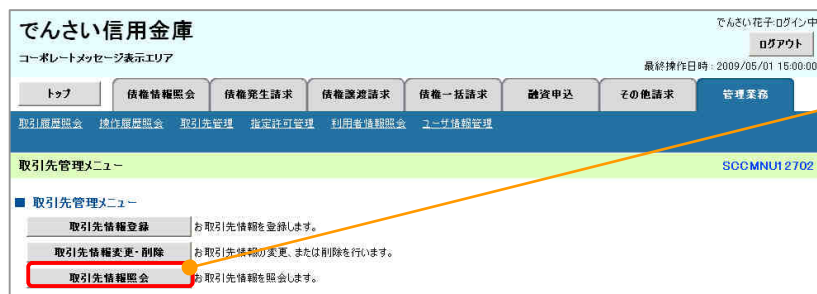 でんさい信用金庫
コーポレートメッセージ表示エリア
でんさい花子:ログイン中
ログアウト
最終操作日時：2009/05/01 15:00:00
トップ 債権情報照会 債権発生請求 債権譲渡請求 債権一括請求 融資申込 その他請求 管理業務
取引履歴照会 操作履歴照会 取引先管理 指定許可管理 利用者情報照会 ユーザ情報管理
取引先管理メニュー SCCMNU12702
■ 取引先管理メニュー
取引先情報登録 お取引先情報を登録します。
取引先情報変更・削除 お取引先情報の変更、または削除を行います。
取引先情報照会 お取引先情報を照会します。